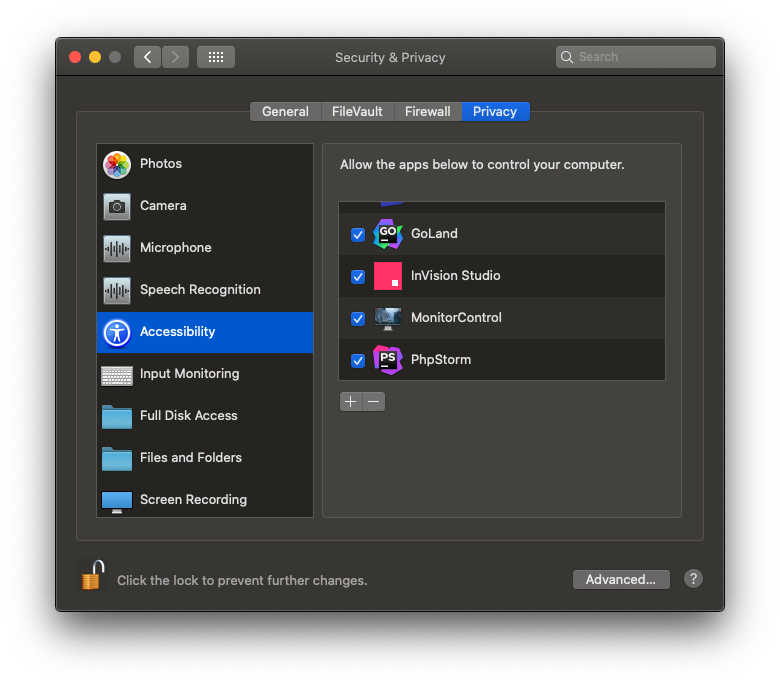 Security & Privacy
Search
General
FileVault
Firewall
Privacy
Photos
Camera
Microphone
Speech Recognition
Accessibility
Input Monitoring
Full Disk Access
Files and Folders
Screen Recording
Allow the apps below to control your computer.
GO
GoLand
InVision Studio
MonitorControl
PS
PhpStorm
Click the lock to prevent further changes.
Advanced...
?